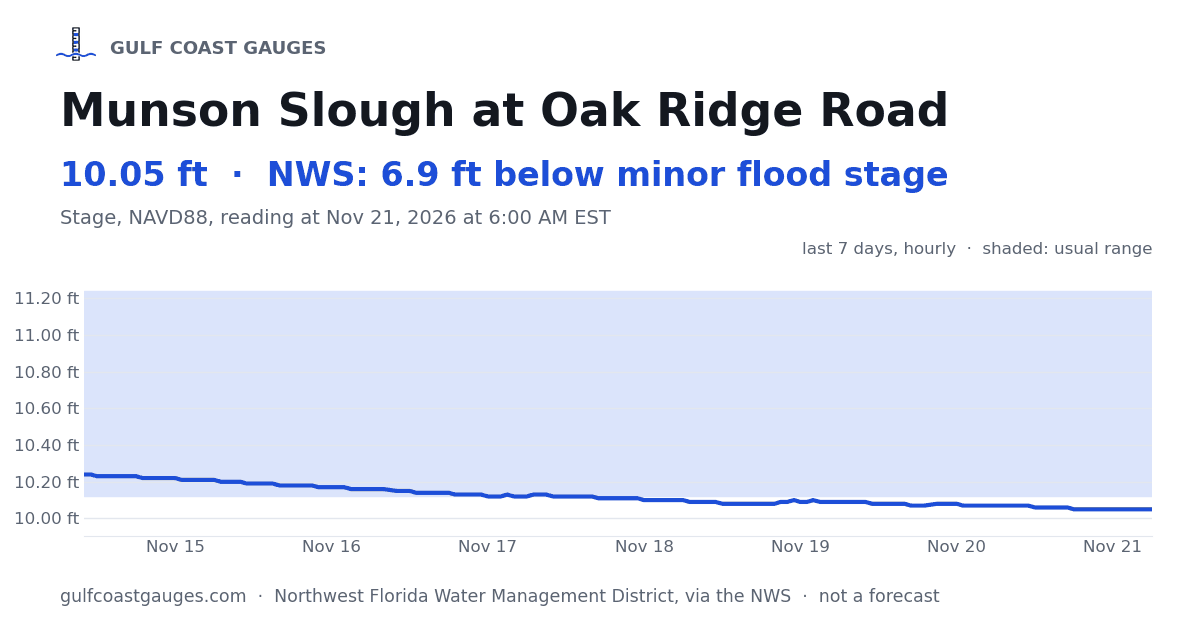 GULF COAST GAUGES
Munson Slough at Oak Ridge Road
10.05 ft · NWS: 6.9 ft below minor flood stage
Stage, NAVD88, reading at Nov 21, 2026 at 6:00 AM EST
last 7 days, hourly · shaded: usual range
11.20 ft
11.00 ft
10.80 ft
10.60 ft
10.40 ft
10.20 ft
10.00 ft
Nov 15 Nov 16 Nov 17 Nov 18 Nov 19 Nov 20 Nov 21
gulfcoastgauges.com · Northwest Florida Water Management District, via the NWS · not a forecast